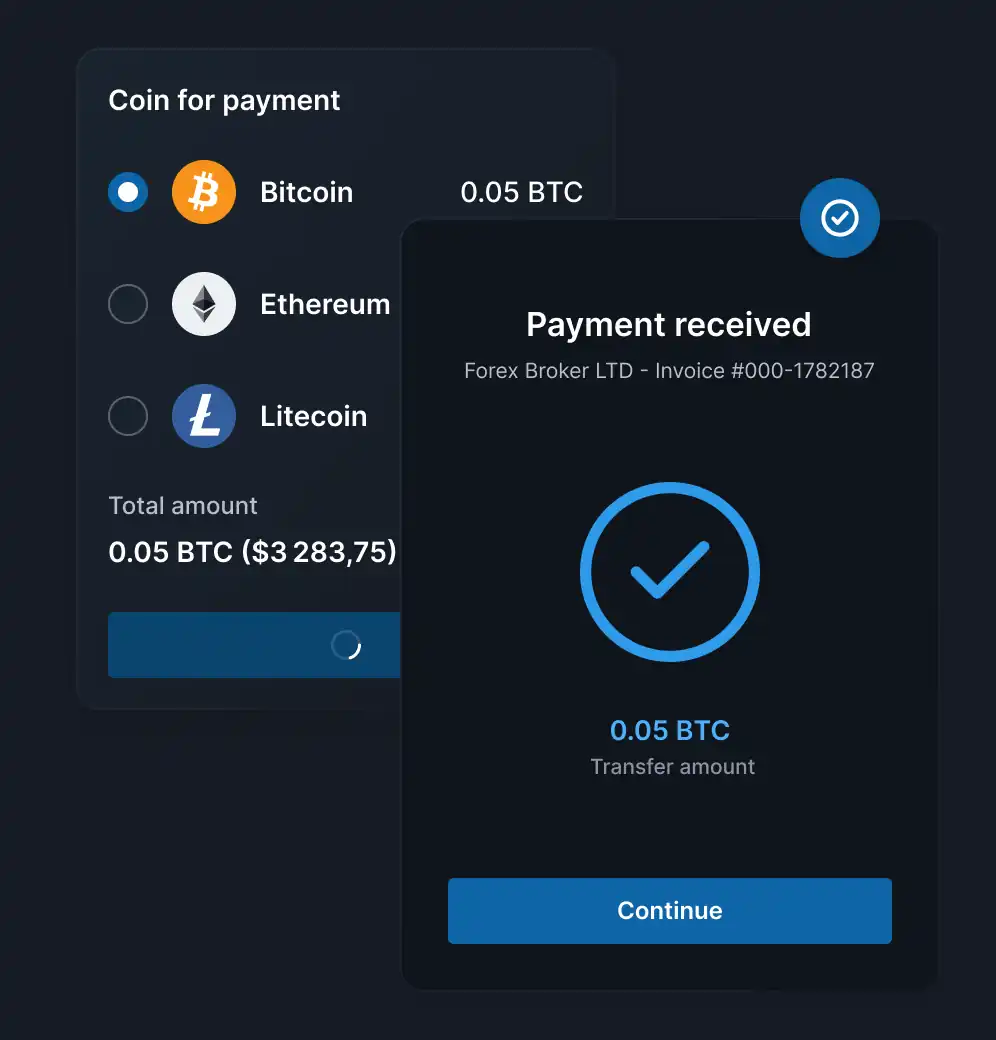 Coin for payment
Bitcoin 0.05 BTC
Ethereum
Litecoin
Total amount
0.05 BTC ($3 283,75)
Payment received
Forex Broker LTD - Invoice #000-1782187
0.05 BTC
Transfer amount
Continue